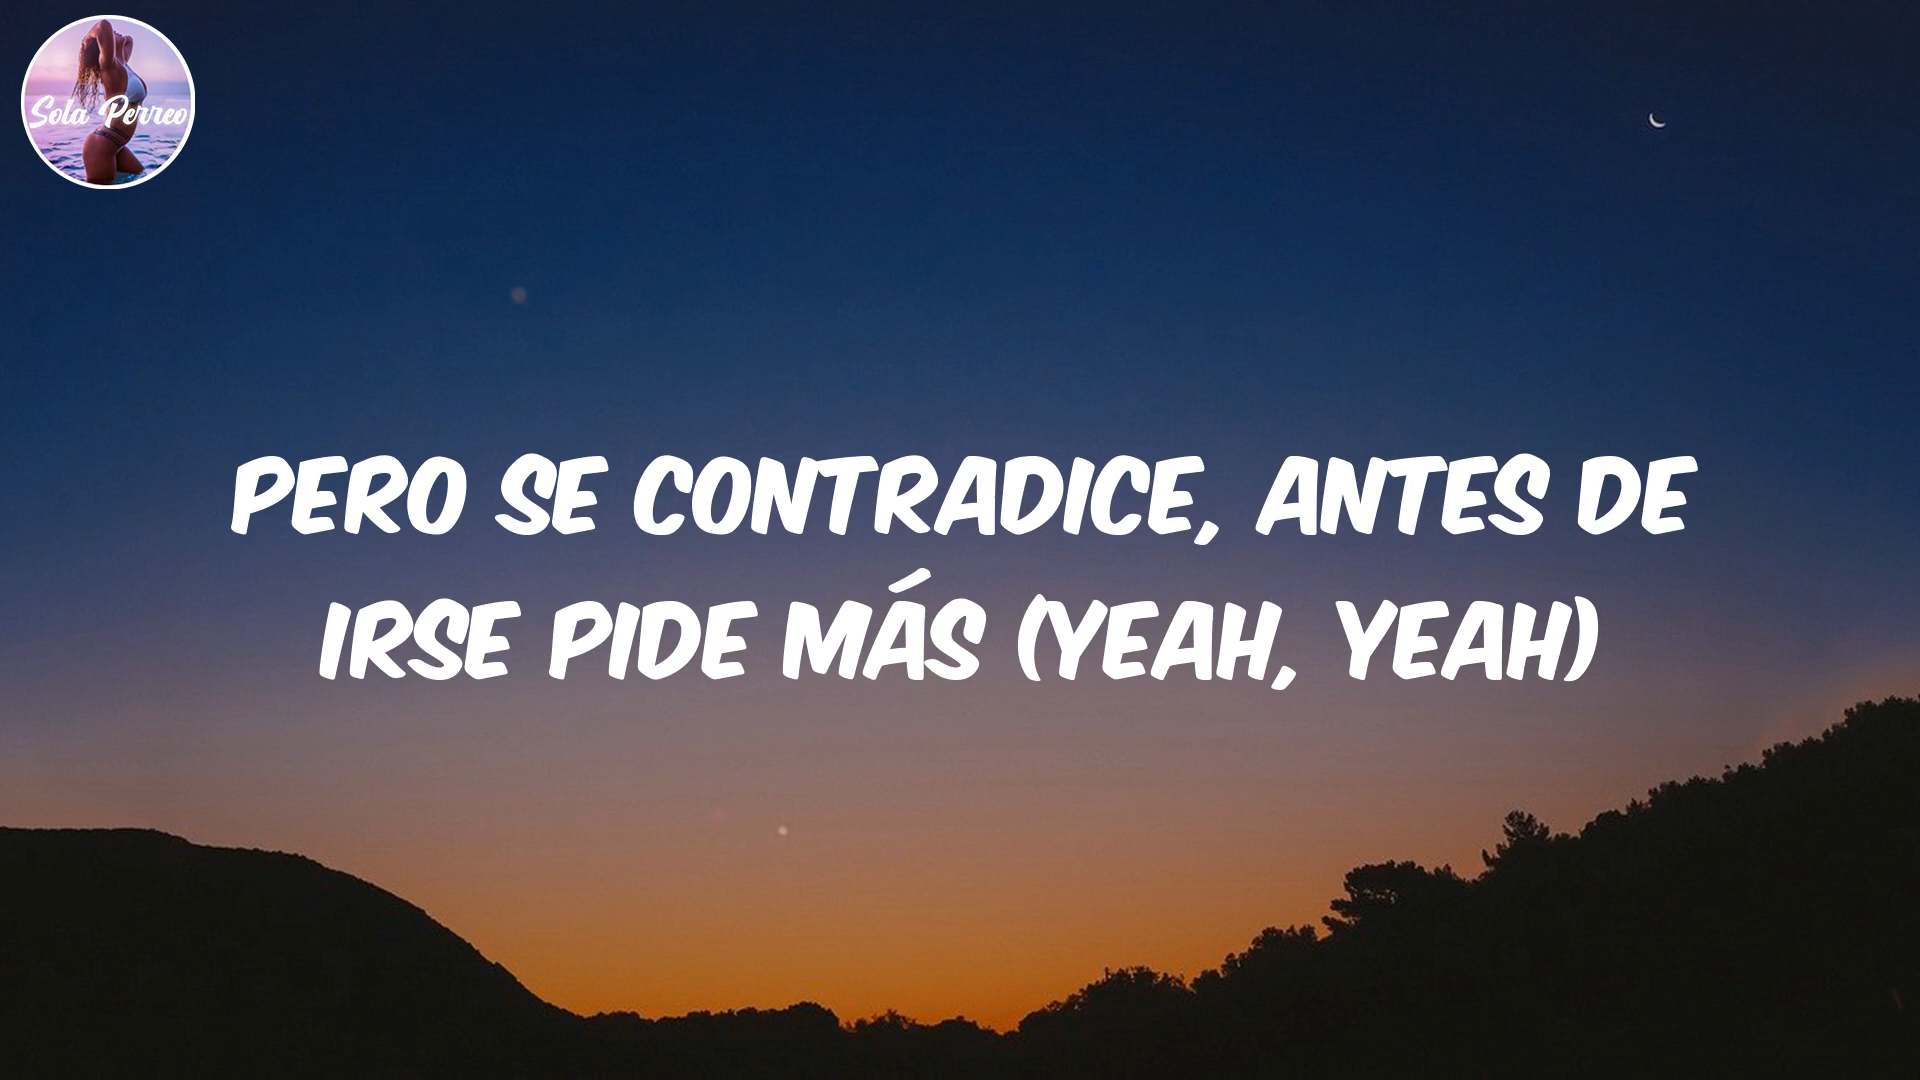 Sola Perreo
PERO SE CONTRADICE, ANTES DE
IRSE PIDE MÁS (YEAH, YEAH)